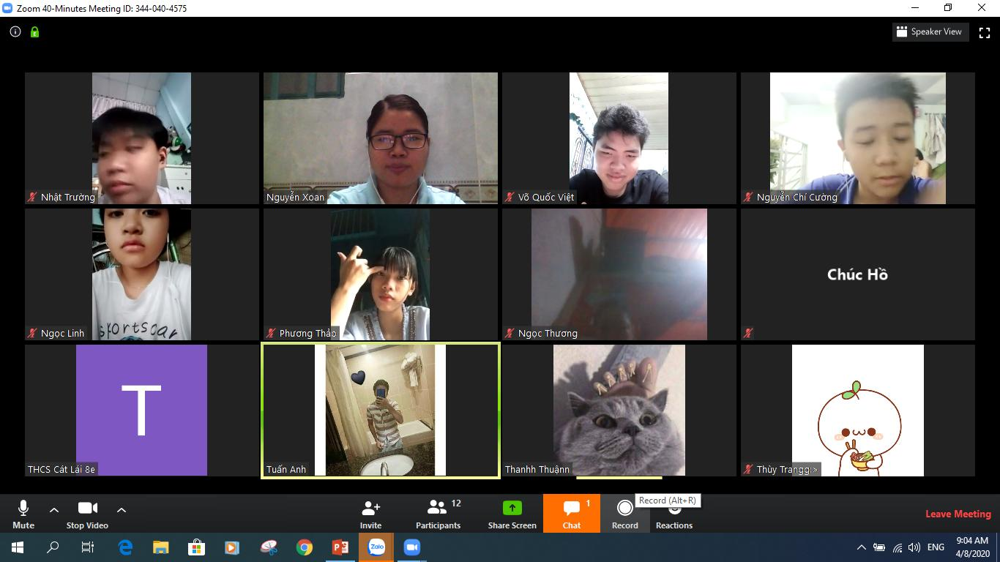 Zoom 40-Minutes Meeting ID: 344-040-4575
Speaker View
Nhật Trường
Nguyễn Xoan
Võ Quốc Việt
Nguyễn Chí Cường
sportscar
Ngọc Linh
Phương Thảo
Ngọc Thương
Chúc Hồ
T
THCS Cát Lái 8e
Tuấn Anh
Thanhh Thuậnn
Thùy Trangg:>
Record (Alt+R)
12
1
Mute
Stop Video
Invite
Participants
Share Screen
Chat
Record
Reactions
Leave Meeting
Zalo
ENG
9:04 AM
4/8/2020